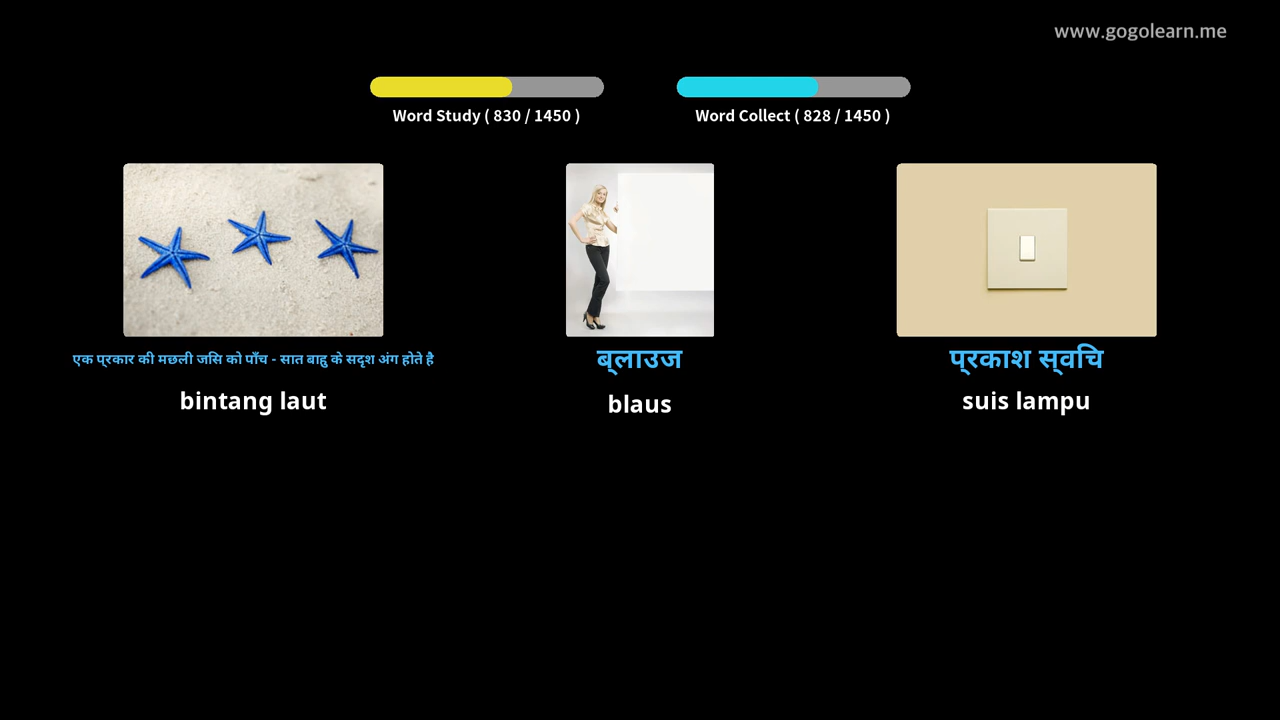 www.gogolearn.me
Word Study ( 830 / 1450 )
Word Collect ( 828 / 1450 )
एक प्रकार की मछली जिस को पाँच - सात बाहु के सदृश अंग होते है
ब्लाउज
प्रकाश स्वचि
bintang laut
blaus
suis lampu